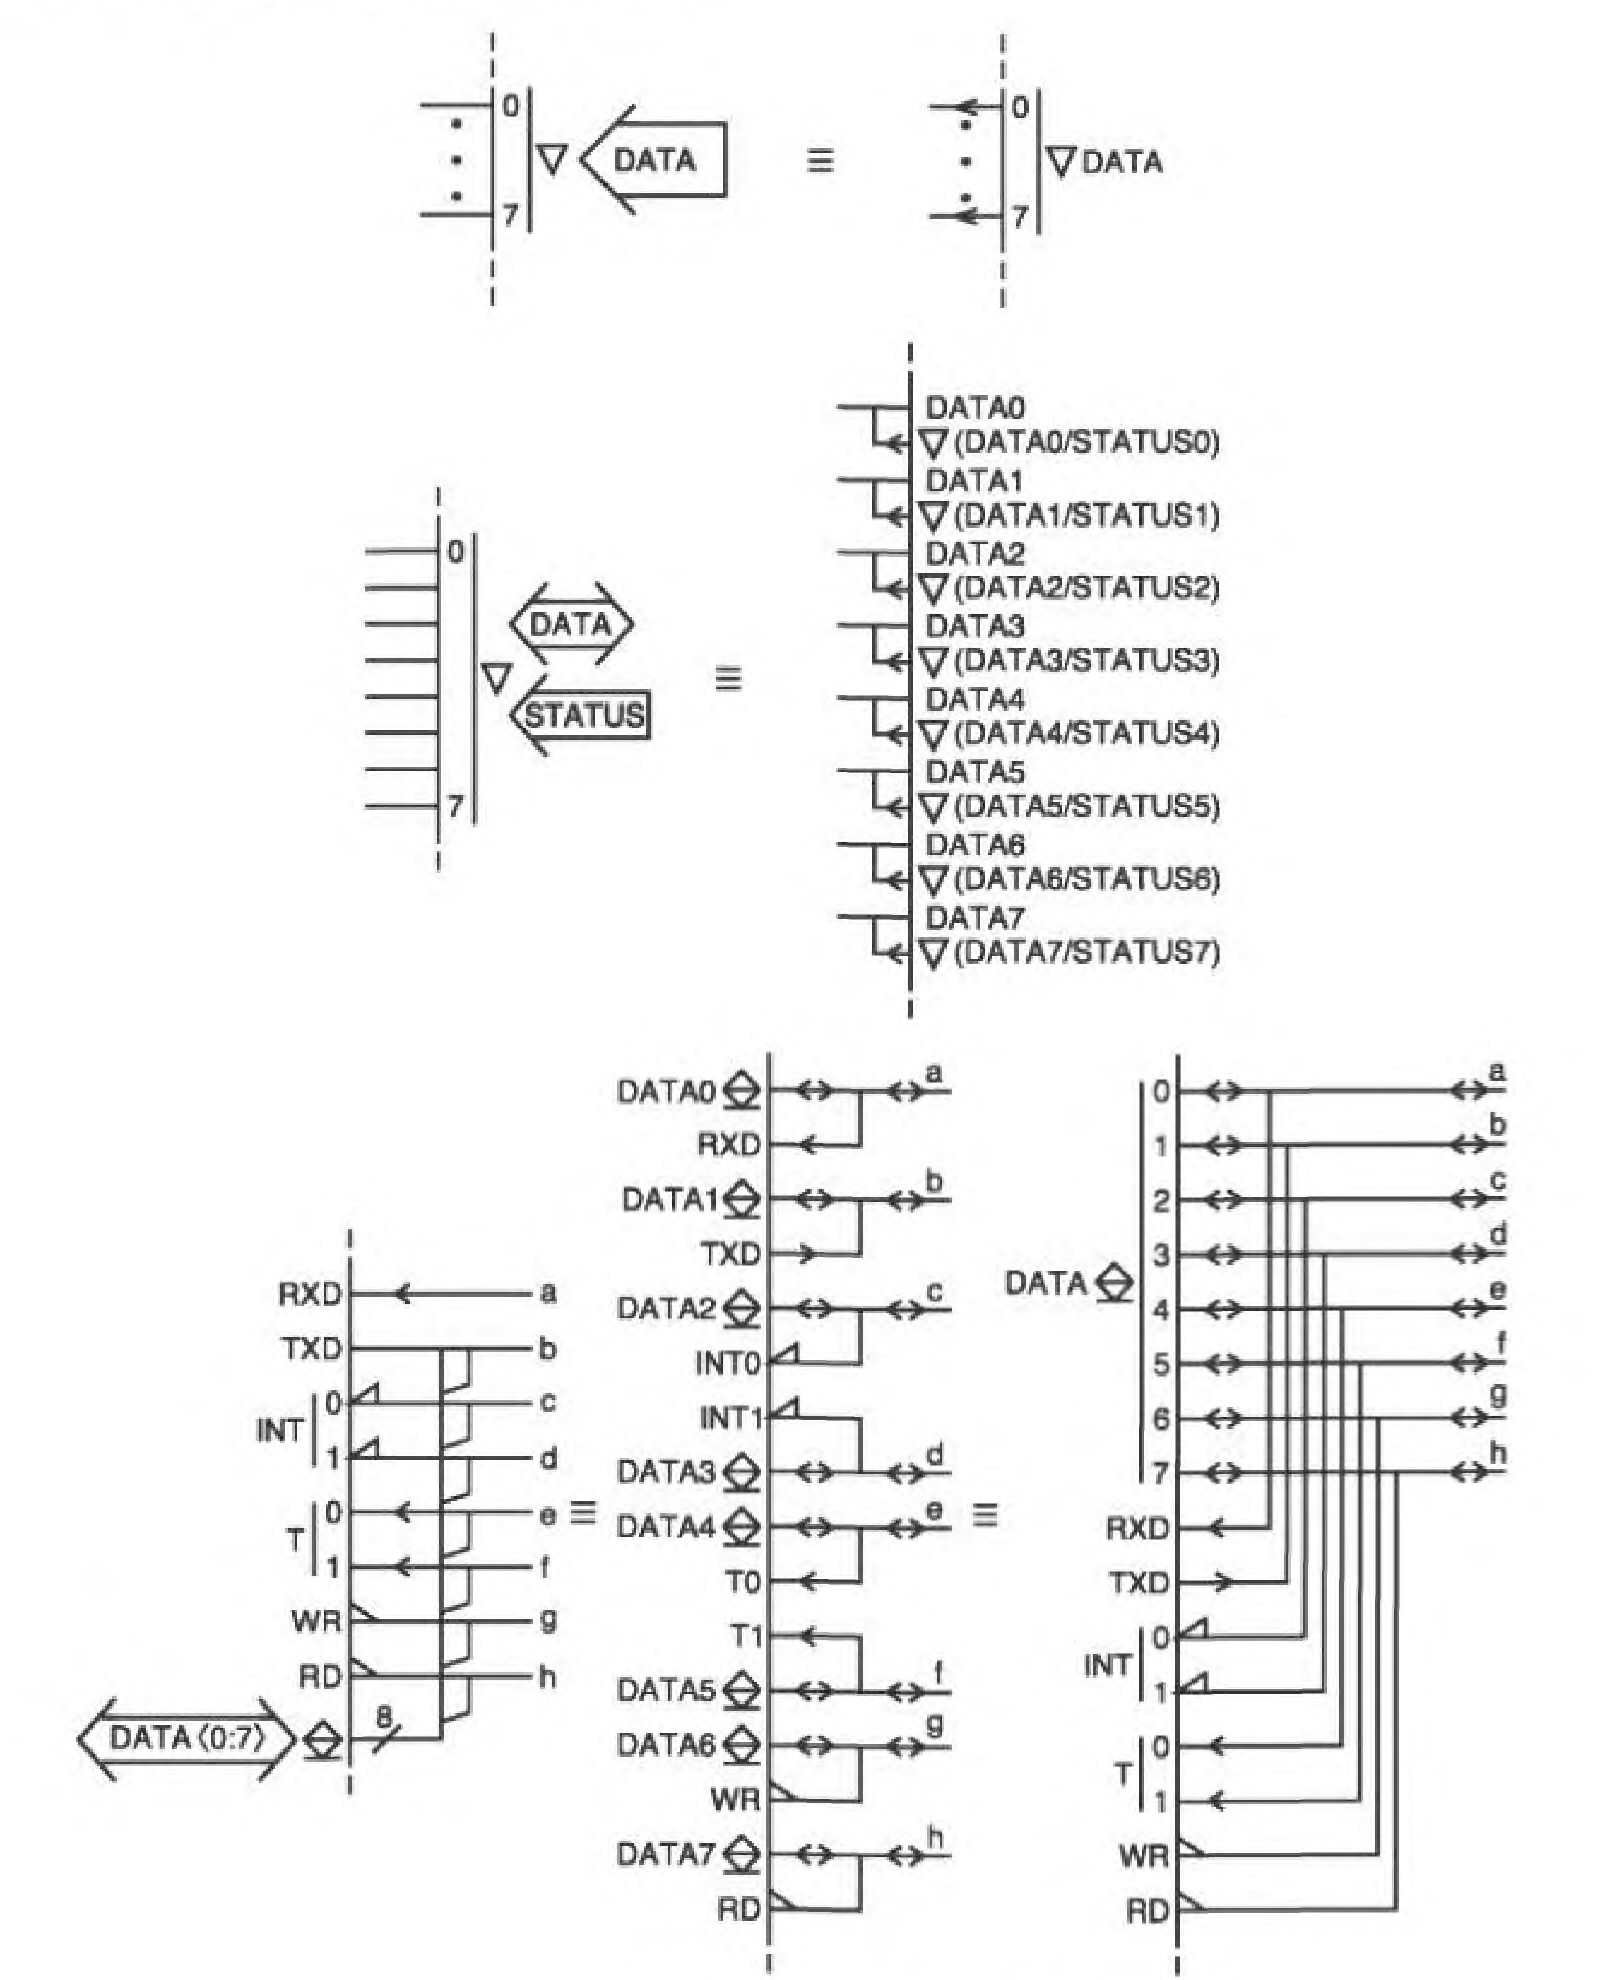 0
DATA
7
≡
0
▽ DATA
7
0
DATA
▽
STATUS
7
≡
DATA0
▽ (DATA0/STATUS0)
DATA1
▽ (DATA1/STATUS1)
DATA2
▽ (DATA2/STATUS2)
DATA3
▽ (DATA3/STATUS3)
DATA4
▽ (DATA4/STATUS4)
DATA5
▽ (DATA5/STATUS5)
DATA6
▽ (DATA6/STATUS6)
DATA7
▽ (DATA7/STATUS7)
RXD a
TXD b
0 c
INT
1 d
0 e
T
1 f
WR g
RD h
8
DATA ⟨0:7⟩
≡
DATA0 a
RXD
DATA1 b
TXD
DATA2 c
INT0
INT1
DATA3 d
DATA4 e
T0
T1
DATA5 f
DATA6 g
WR
DATA7 h
RD
≡
0 a
1 b
2 c
3 d
DATA
4 e
5 f
6 g
7 h
RXD
TXD
0
INT
1
0
T
1
WR
RD